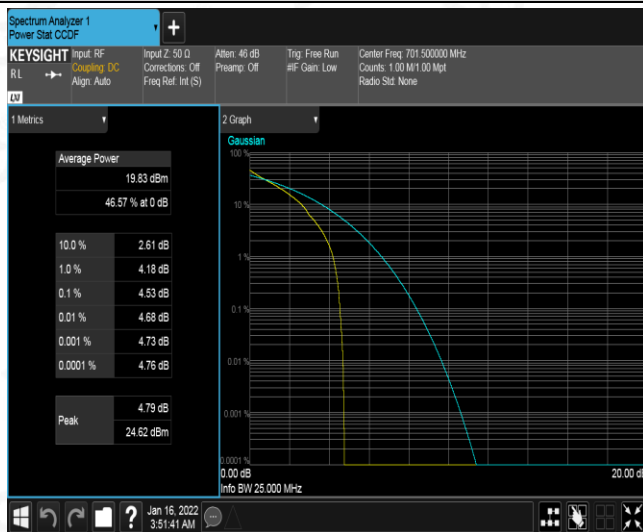 Spectrum Analyzer 1
Power Stat CCDF
+
KEYSIGHT
RL
LXI
Input: RF
Coupling: DC
Align: Auto
Input Z: 50 Ω
Corrections: Off
Freq Ref: Int (S)
Atten: 46 dB
Preamp: Off
Trig: Free Run
#IF Gain: Low
Center Freq: 701.500000 MHz
Counts: 1.00 M/1.00 Mpt
Radio Std: None
1 Metrics
Average Power
19.83 dBm
46.57 % at 0 dB
10.0 % 2.61 dB
1.0 % 4.18 dB
0.1 % 4.53 dB
0.01 % 4.68 dB
0.001 % 4.73 dB
0.0001 % 4.76 dB
Peak
4.79 dB
24.62 dBm
2 Graph
Gaussian
100 %
10 %
1 %
0.1 %
0.01 %
0.001 %
0.0001 %
0.00 dB
20.00 dB
Info BW 25.000 MHz
?
Jan 16, 2022
3:51:41 AM